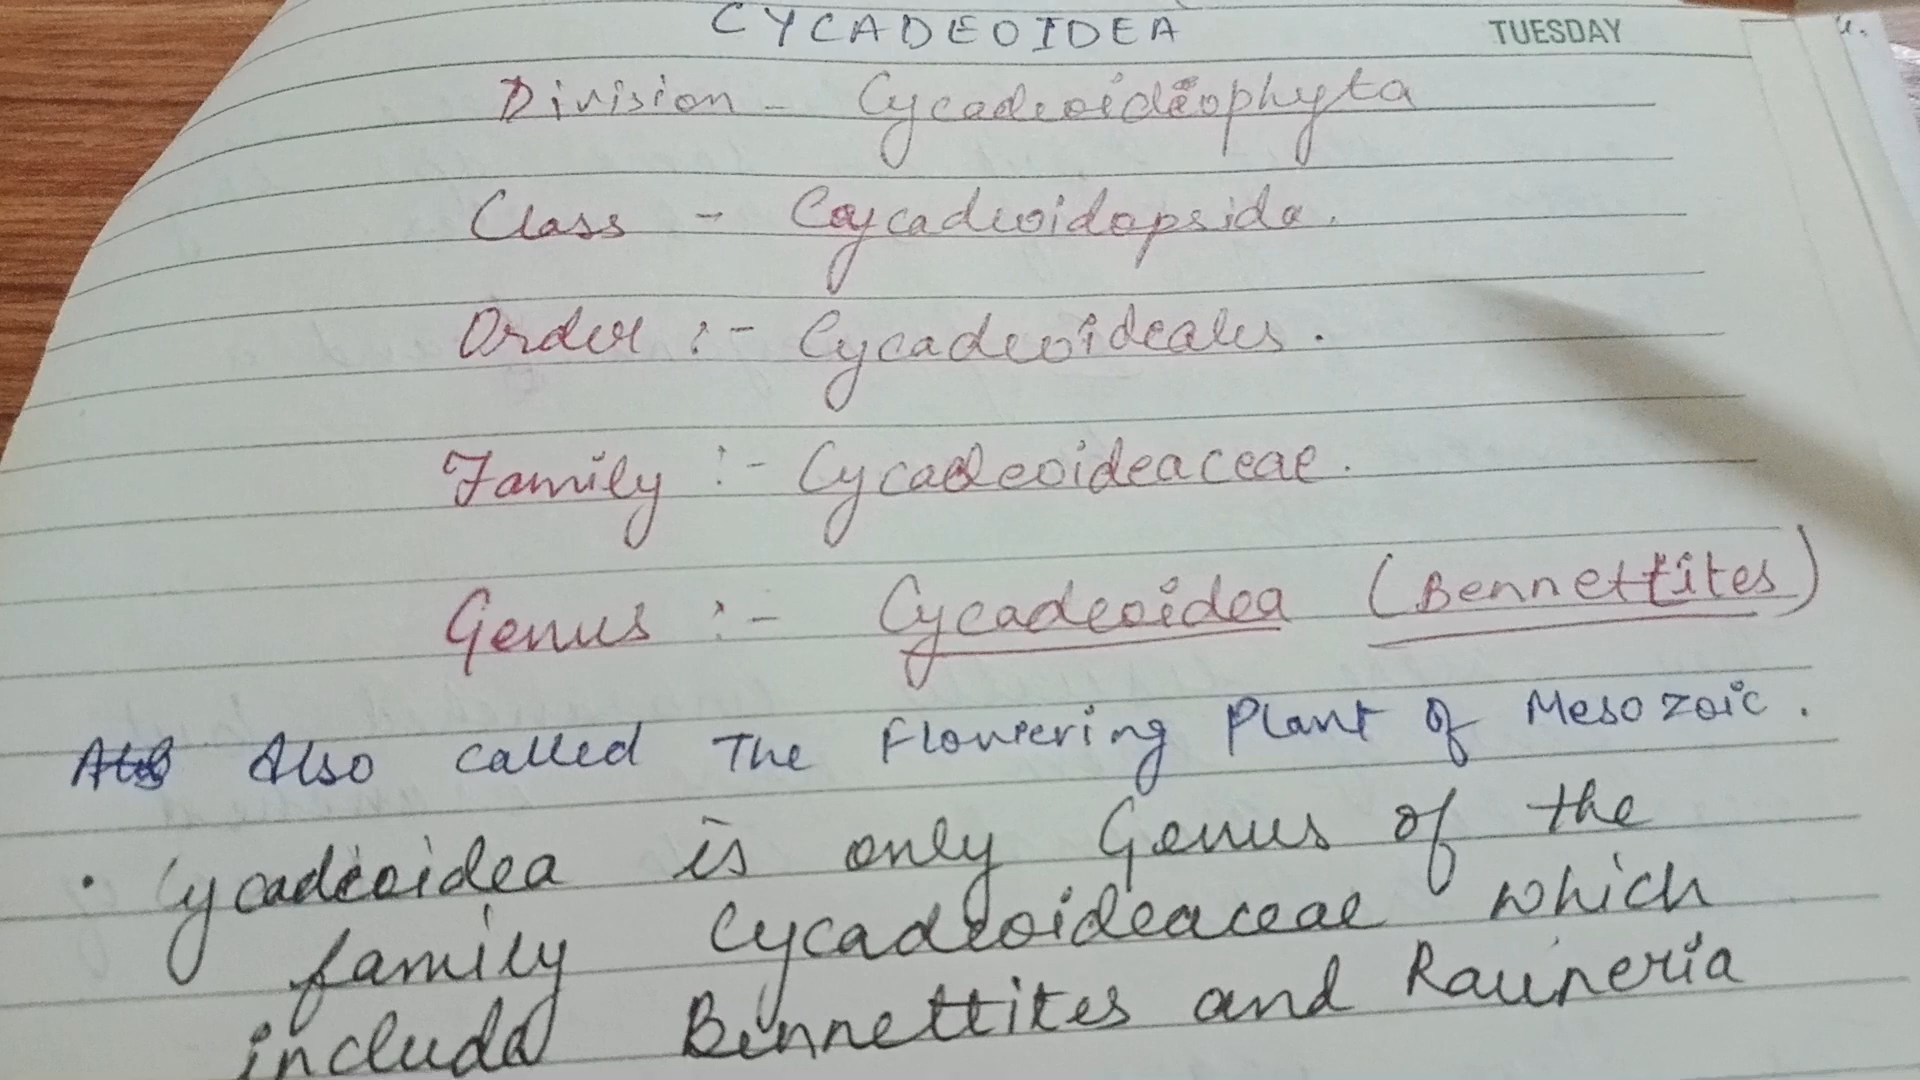 CYCADEOIDEA TUESDAY
Division - Cycadeoideophyta
Class - Cycadeoidopsida.
Order :- Cycadeoideales.
Family :- Cycadeoideaceae.
Genus :- Cycadeoidea (Bennettites)
Also called The Flowering Plant of Mesozoic.
• Cycadeoidea is only Genus of the
family Cycadeoideaceae which
include Bennettites and Rauneria